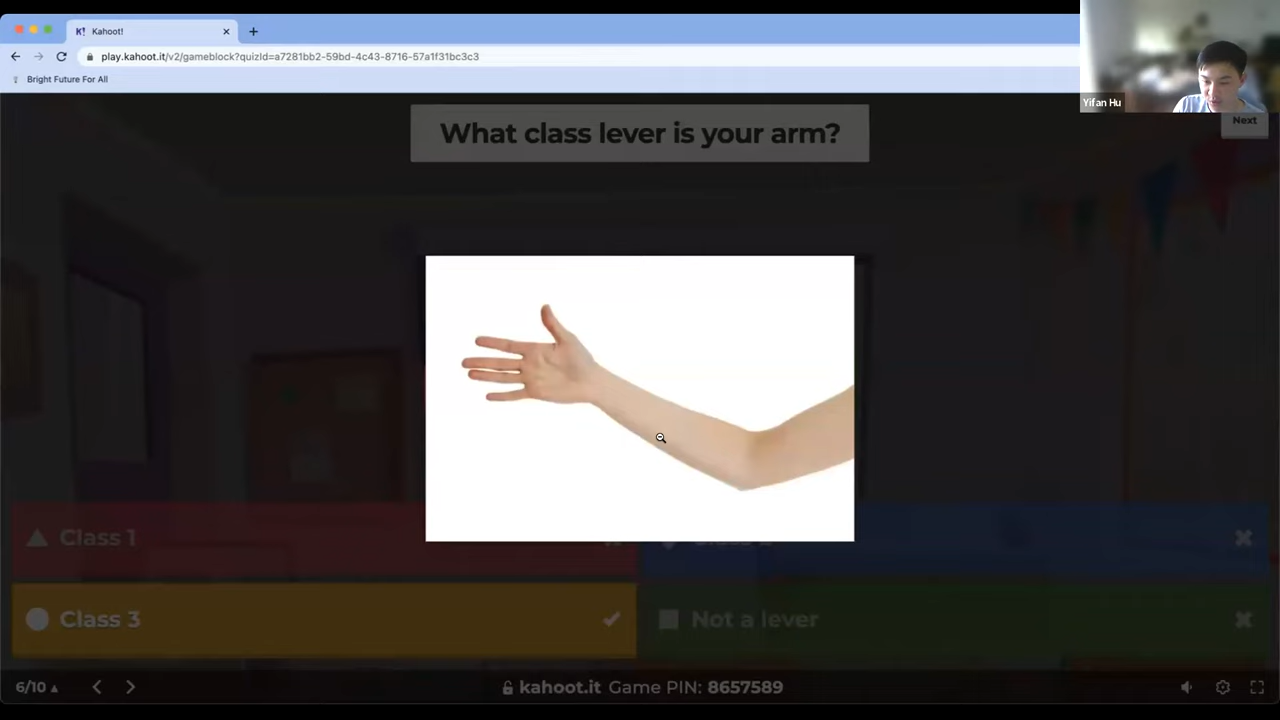 Kahoot!
play.kahoot.it/v2/gameblock?quizId=a7281bb2-59bd-4c43-8716-57a1f31bc3c3
Bright Future For All
Yifan Hu
Next
What class lever is your arm?
Class 1
Class 3
Not a lever
6/10
kahoot.it Game PIN: 8657589